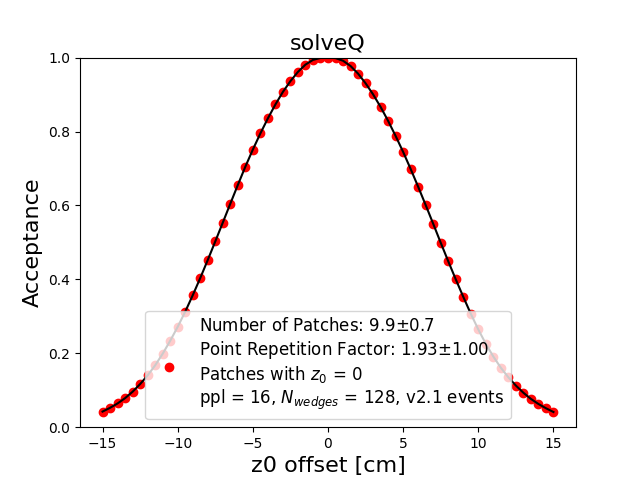 solveQ
Acceptance
1.0
0.8
0.6
0.4
0.2
0.0
Number of Patches: 9.9±0.7
Point Repetition Factor: 1.93±1.00
Patches with z₀ = 0
ppl = 16, N_wedges = 128, v2.1 events
−15 −10 −5 0 5 10 15
z0 offset [cm]